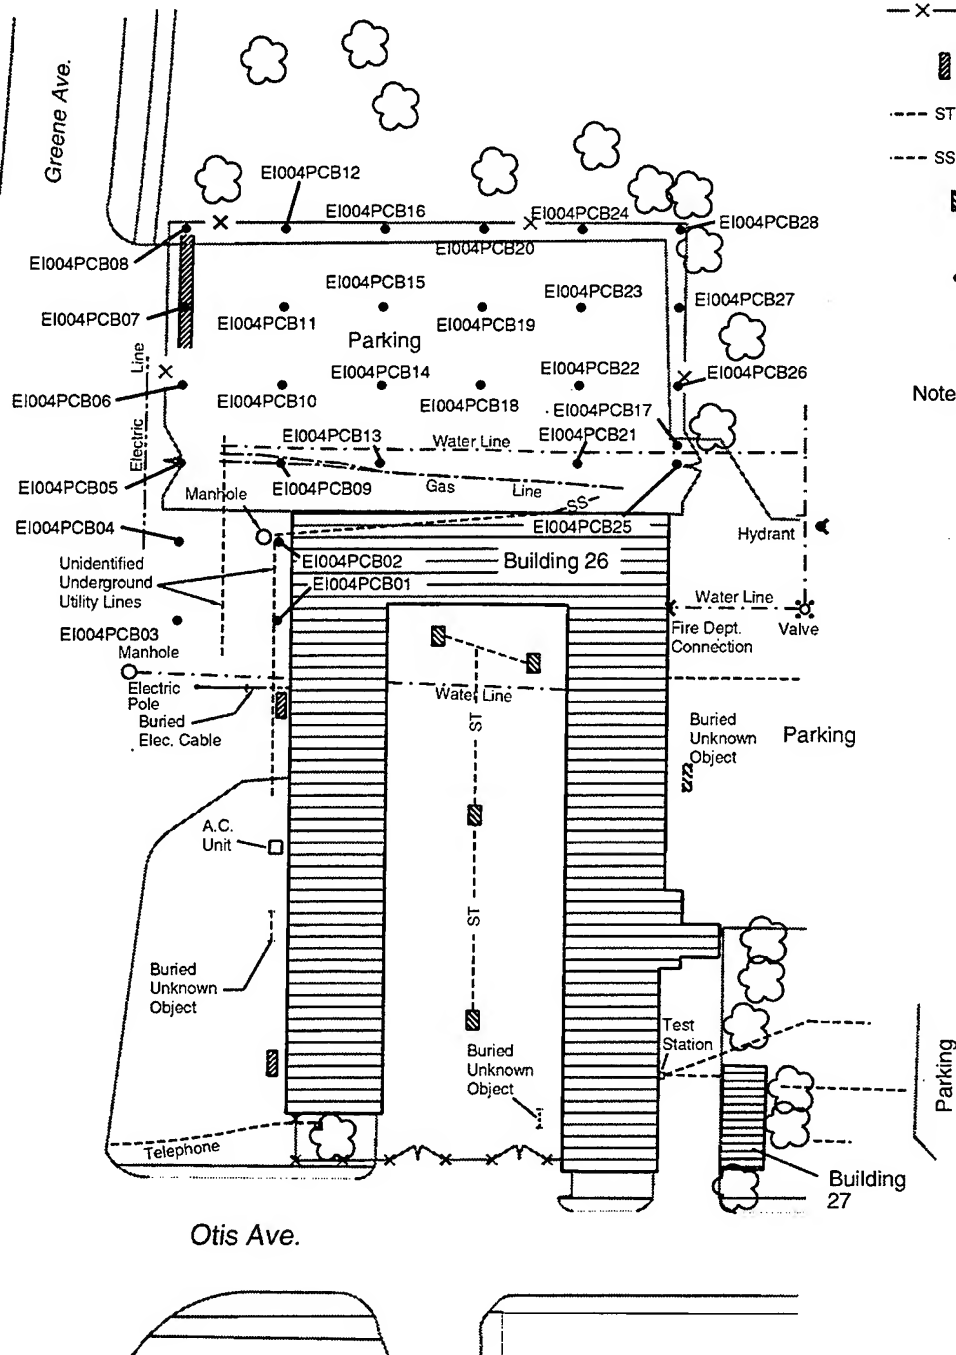 Greene Ave.
ST
SS
EI004PCB12
EI004PCB16
EI004PCB24
EI004PCB28
EI004PCB20
EI004PCB08
EI004PCB15
EI004PCB23
EI004PCB27
EI004PCB07
EI004PCB11
EI004PCB19
Parking
Line
EI004PCB14
EI004PCB22
EI004PCB26
Note
EI004PCB06
EI004PCB10
EI004PCB18
EI004PCB17
Electric
EI004PCB13
Water Line
EI004PCB21
EI004PCB05
EI004PCB09
Gas
Line
Manhole
SS
EI004PCB04
EI004PCB25
Hydrant
Unidentified
Underground
Utility Lines
EI004PCB02
Building 26
EI004PCB01
Water Line
EI004PCB03
Fire Dept.
Connection
Valve
Manhole
Electric
Pole
Water Line
Buried
Elec. Cable
ST
Buried
Unknown
Object
Parking
A.C.
Unit
ST
Buried
Unknown
Object
Test
Station
Buried
Unknown
Object
Parking
Telephone
Building
27
Otis Ave.